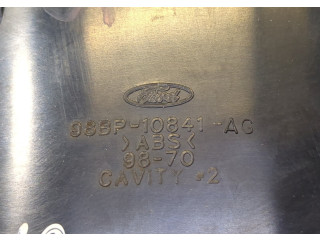 Ford
98BP-10841-AG
>ABS<
98-70
CAVITY #2